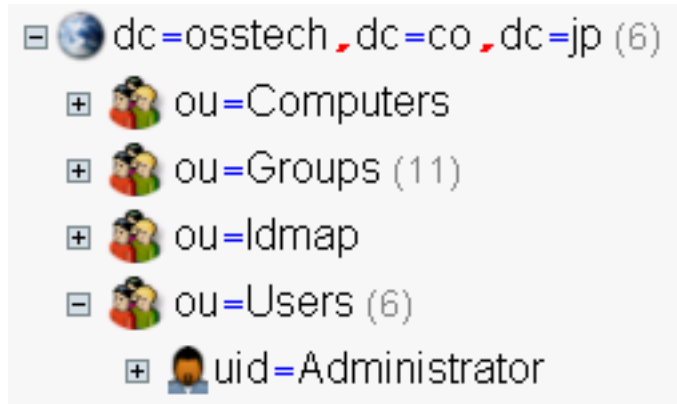 dc=osstech,dc=co,dc=jp (6)
ou=Computers
ou=Groups (11)
ou=Idmap
ou=Users (6)
uid=Administrator